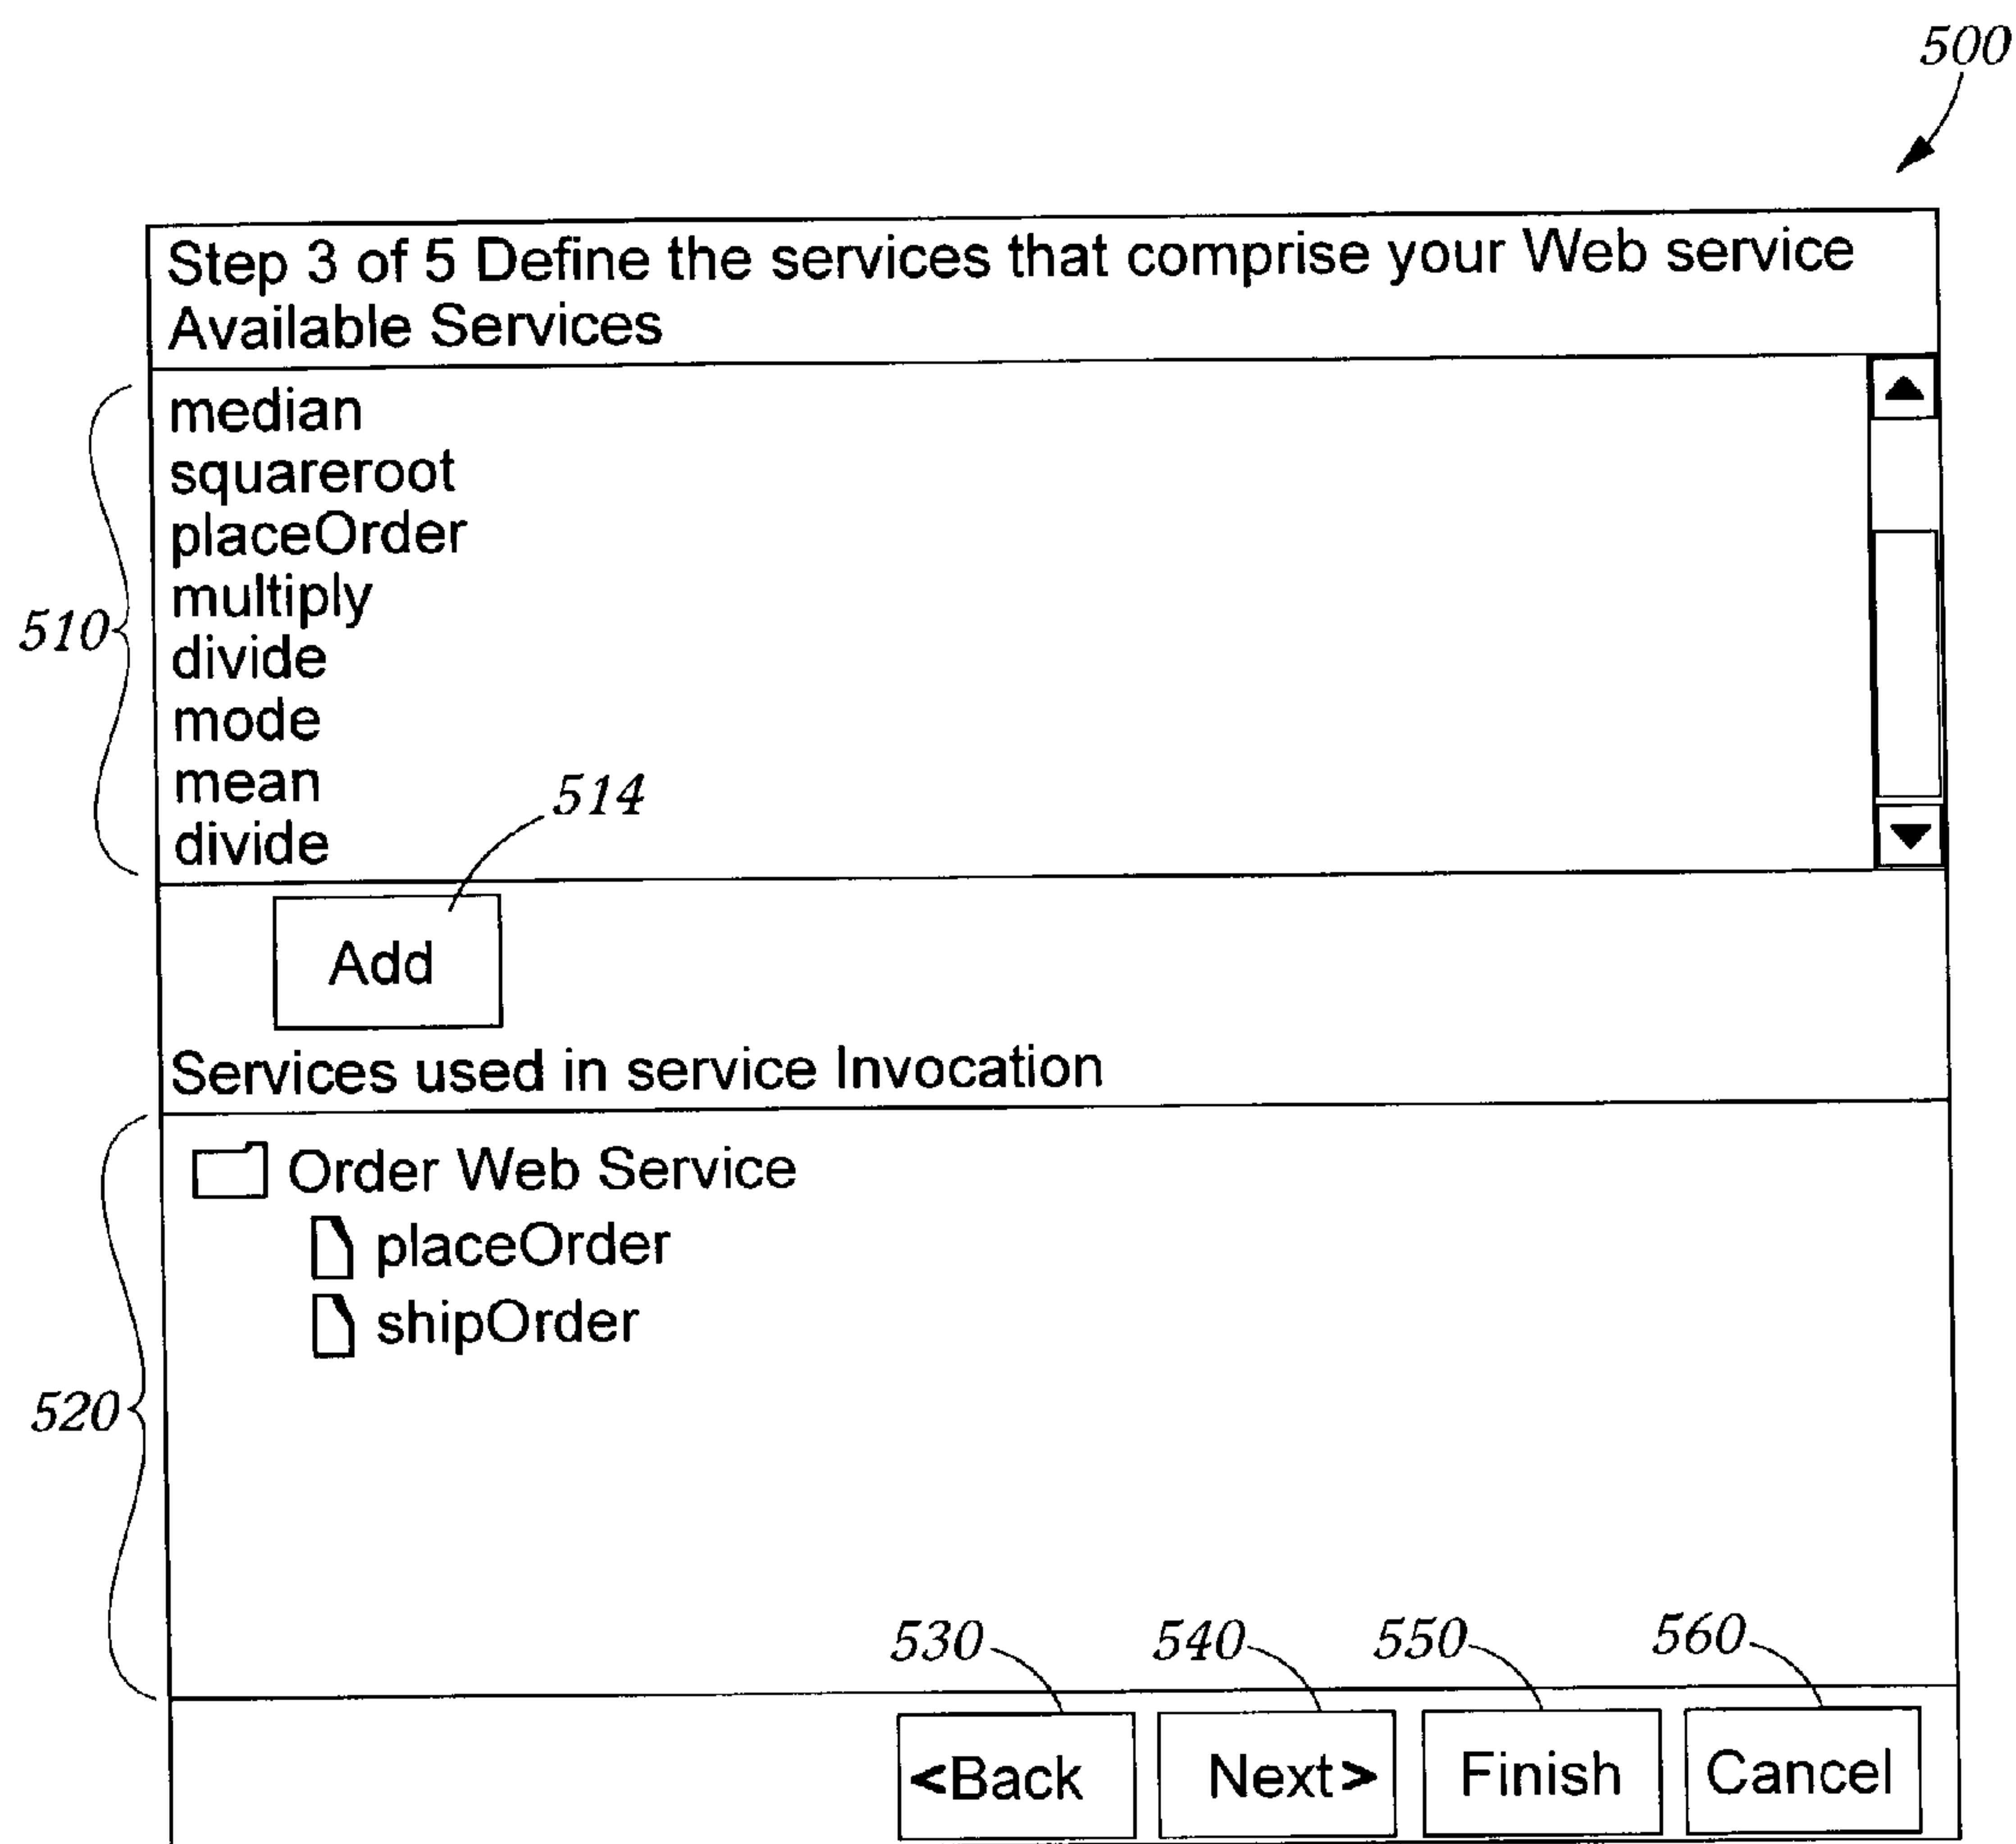 500
Step 3 of 5 Define the services that comprise your Web service
Available Services
median
squareroot
placeOrder
multiply
510
divide
mode
mean
514
divide
Add
Services used in service Invocation
Order Web Service
placeOrder
shipOrder
520
530 540 550 560
<Back Next> Finish Cancel